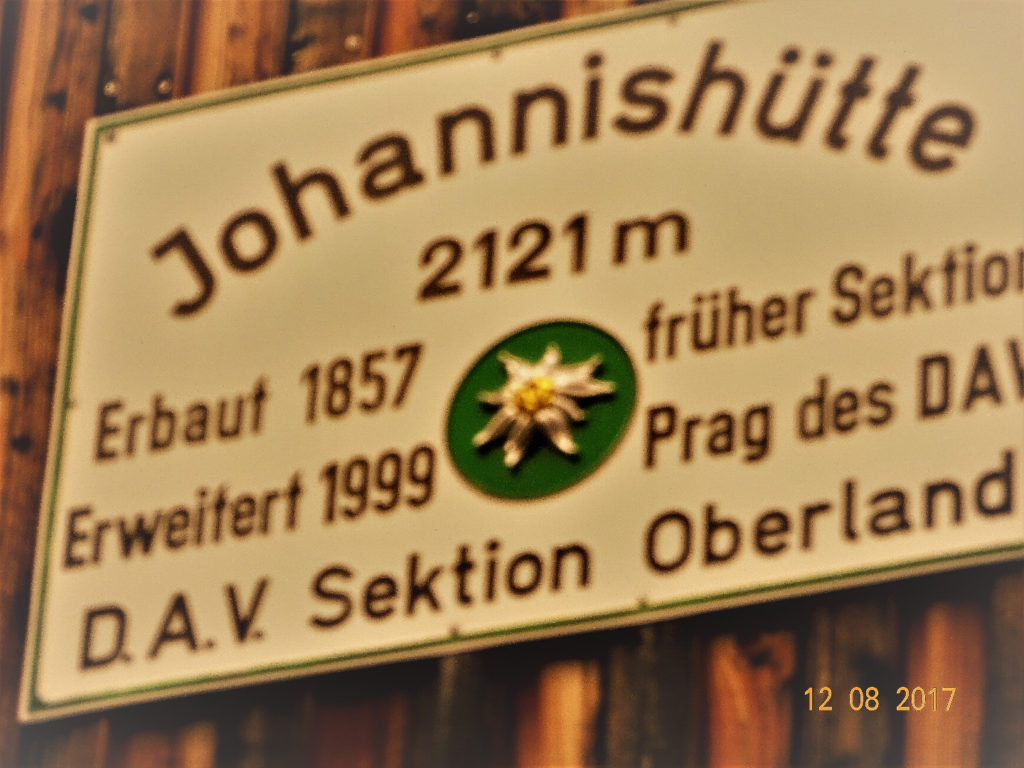 Johannishütte
2121 m
Erbaut 1857
Erweitert 1999
früher Sektion
Prag des DAV
D.A.V. Sektion Oberland
12 08 2017